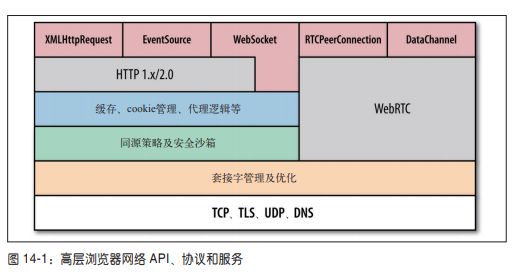 XMLHttpRequest EventSource WebSocket RTCPeerConnection DataChannel
HTTP 1.x/2.0
缓存、cookie管理、代理逻辑等
WebRTC
同源策略及安全沙箱
套接字管理及优化
TCP、TLS、UDP、DNS
图 14-1：高层浏览器网络 API、协议和服务